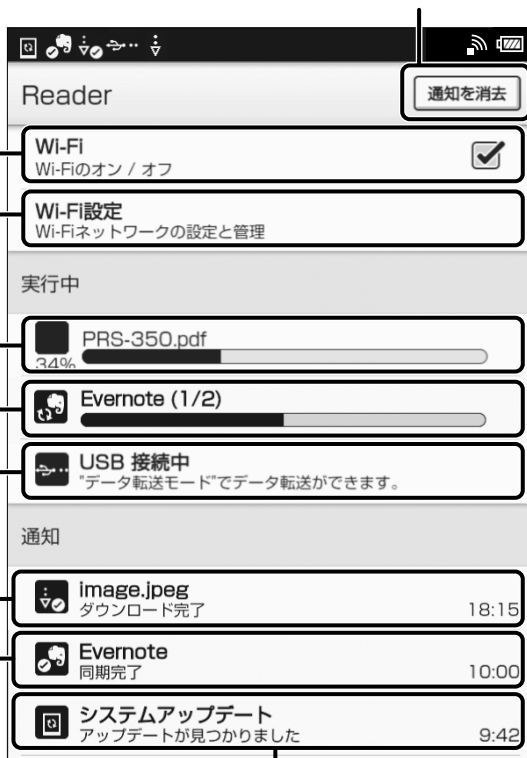 Reader
通知を消去
Wi-Fi
Wi-Fiのオン / オフ
Wi-Fi設定
Wi-Fiネットワークの設定と管理
実行中
PRS-350.pdf
34%
Evernote (1/2)
USB 接続中
"データ転送モード"でデータ転送ができます。
通知
image.jpeg
ダウンロード完了
18:15
Evernote
同期完了
10:00
システムアップデート
アップデートが見つかりました
9:42